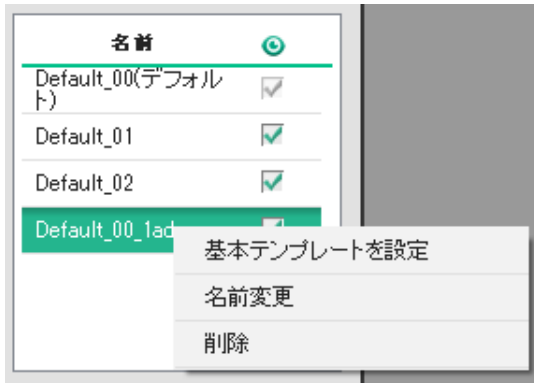 名前
Default_00(デフォル
ト)
Default_01
Default_02
Default_00_1ad
基本テンプレートを設定
名前変更
削除